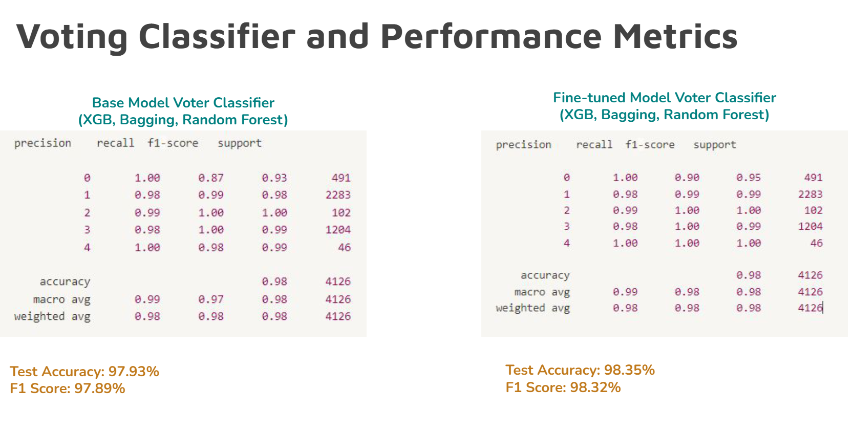 Voting Classifier and Performance Metrics
Base Model Voter Classifier
(XGB, Bagging, Random Forest)
precision recall f1-score support
0 1.00 0.87 0.93 491
1 0.98 0.99 0.98 2283
2 0.99 1.00 1.00 102
3 0.98 1.00 0.99 1204
4 1.00 0.98 0.99 46
accuracy 0.98 4126
macro avg 0.99 0.97 0.98 4126
weighted avg 0.98 0.98 0.98 4126
Test Accuracy: 97.93%
F1 Score: 97.89%
Fine-tuned Model Voter Classifier
(XGB, Bagging, Random Forest)
precision recall f1-score support
0 1.00 0.90 0.95 491
1 0.98 0.99 0.99 2283
2 0.99 1.00 1.00 102
3 0.98 1.00 0.99 1204
4 1.00 1.00 1.00 46
accuracy 0.98 4126
macro avg 0.99 0.98 0.98 4126
weighted avg 0.98 0.98 0.98 4126
Test Accuracy: 98.35%
F1 Score: 98.32%